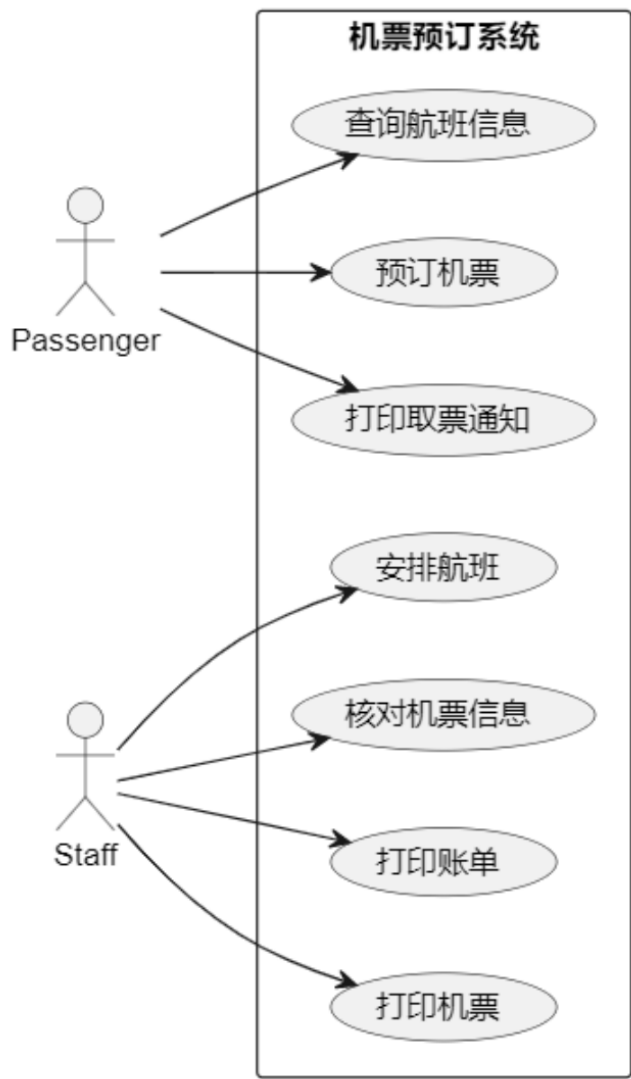 机票预订系统
查询航班信息
预订机票
Passenger
打印取票通知
安排航班
核对机票信息
Staff
打印账单
打印机票